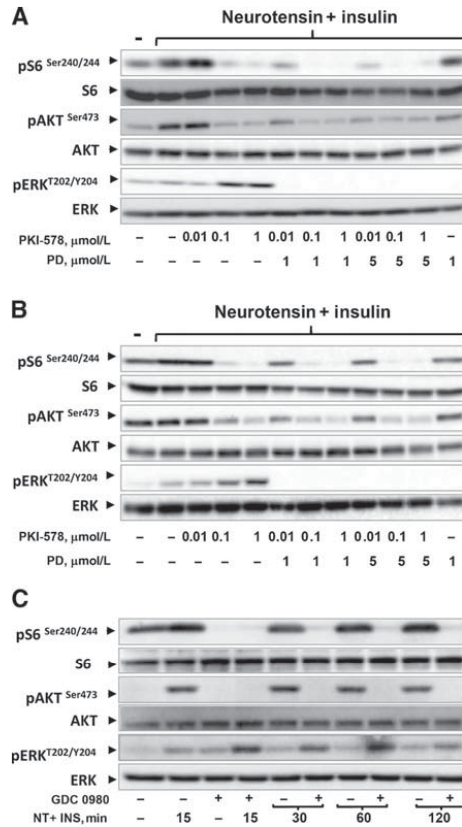 A
Neurotensin + insulin
–
pS6 Ser240/244
S6
pAKT Ser473
AKT
pERK T202/Y204
ERK
PKI-578, μmol/L – – 0.01 0.1 1 0.01 0.1 1 0.01 0.1 1 –
PD, μmol/L – – – – – 1 1 1 5 5 5 1
B
Neurotensin + insulin
–
pS6 Ser240/244
S6
pAKT Ser473
AKT
pERK T202/Y204
ERK
PKI-578, μmol/L – – 0.01 0.1 1 0.01 0.1 1 0.01 0.1 1 –
PD, μmol/L – – – – – 1 1 1 5 5 5 1
C
pS6 Ser240/244
S6
pAKT Ser473
AKT
pERK T202/Y204
ERK
GDC 0980 – – + + – + – + – +
NT+ INS, min – 15 – 15 30 60 120